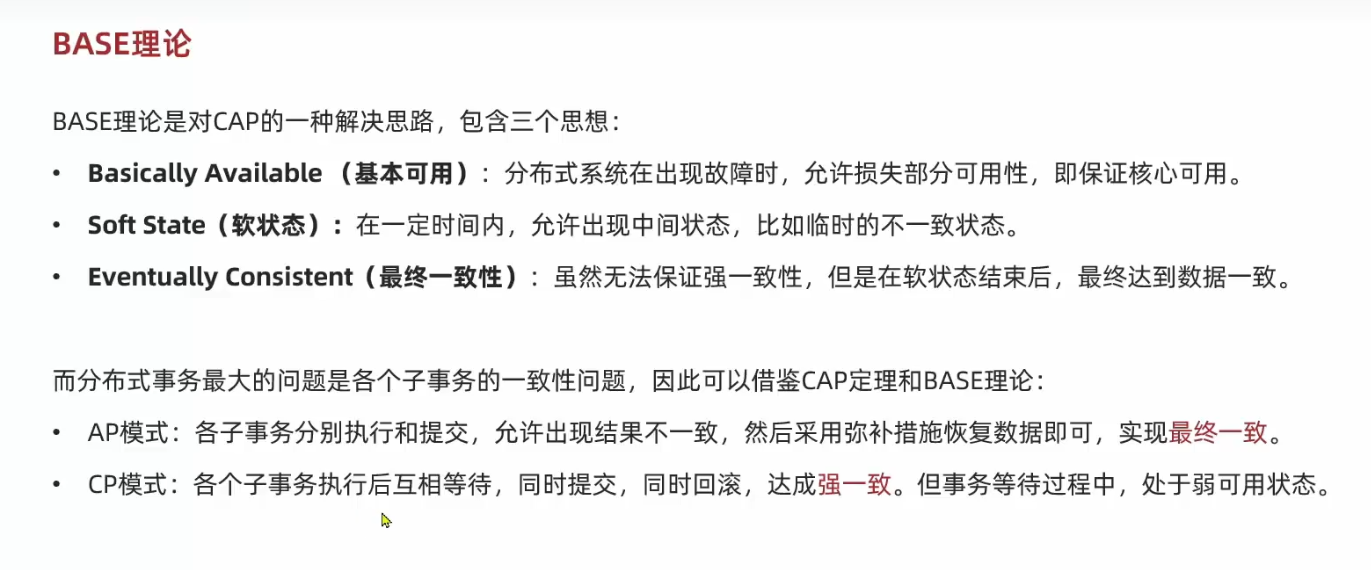 BASE理论
BASE理论是对CAP的一种解决思路，包含三个思想：
• Basically Available （基本可用）：分布式系统在出现故障时，允许损失部分可用性，即保证核心可用。
• Soft State（软状态）：在一定时间内，允许出现中间状态，比如临时的不一致状态。
• Eventually Consistent（最终一致性）：虽然无法保证强一致性，但是在软状态结束后，最终达到数据一致。
而分布式事务最大的问题是各个子事务的一致性问题，因此可以借鉴CAP定理和BASE理论：
• AP模式：各子事务分别执行和提交，允许出现结果不一致，然后采用弥补措施恢复数据即可，实现最终一致。
• CP模式：各个子事务执行后互相等待，同时提交，同时回滚，达成强一致。但事务等待过程中，处于弱可用状态。